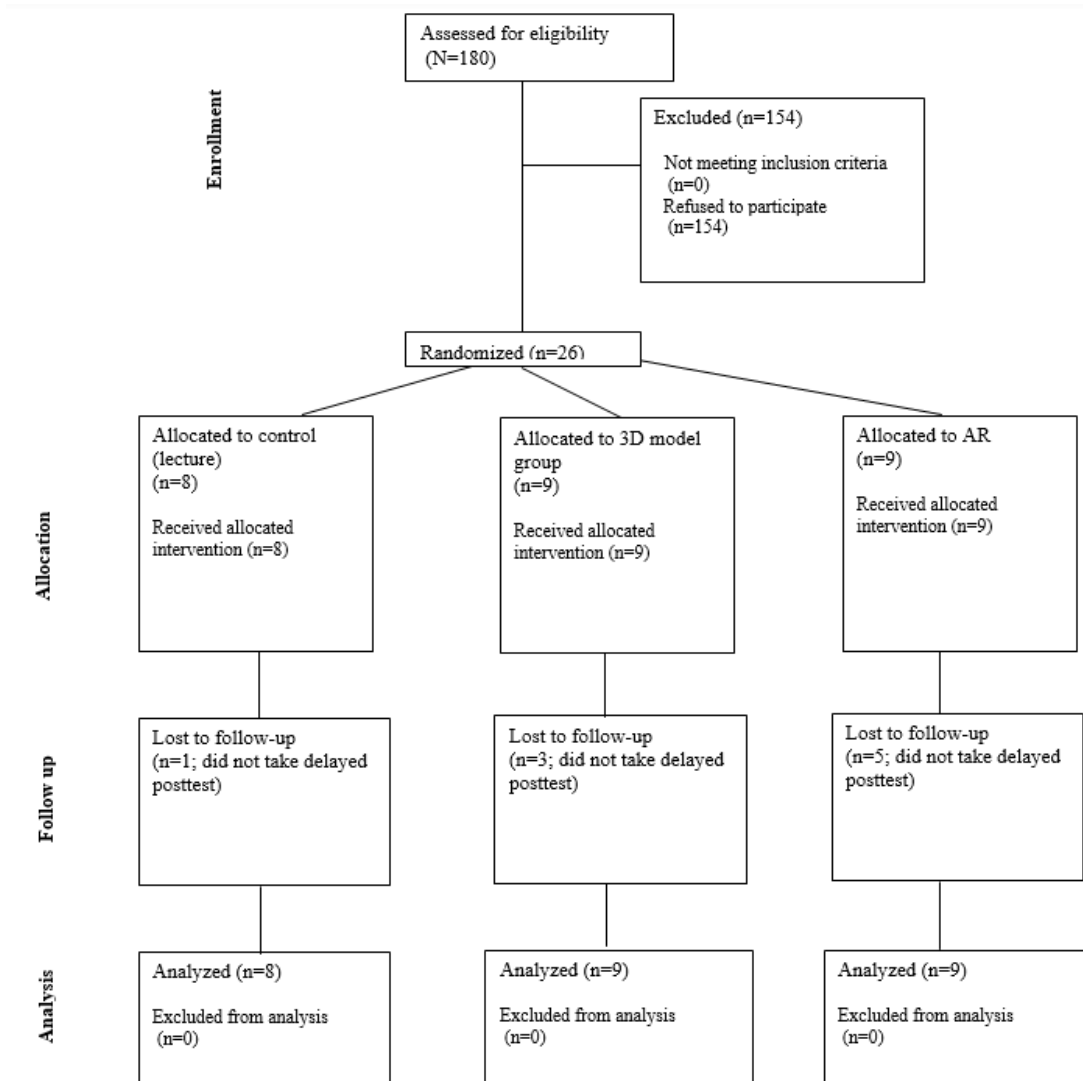 Assessed for eligibility
(N=180)
Enrollment
Excluded (n=154)
Not meeting inclusion criteria
(n=0)
Refused to participate
(n=154)
Randomized (n=26)
Allocation
Allocated to control
(lecture)
(n=8)
Received allocated
intervention (n=8)
Allocated to 3D model
group
(n=9)
Received allocated
intervention (n=9)
Allocated to AR
(n=9)
Received allocated
intervention (n=9)
Follow up
Lost to follow-up
(n=1; did not take delayed
posttest)
Lost to follow-up
(n=3; did not take delayed
posttest)
Lost to follow-up
(n=5; did not take delayed
posttest)
Analysis
Analyzed (n=8)
Excluded from analysis
(n=0)
Analyzed (n=9)
Excluded from analysis
(n=0)
Analyzed (n=9)
Excluded from analysis
(n=0)